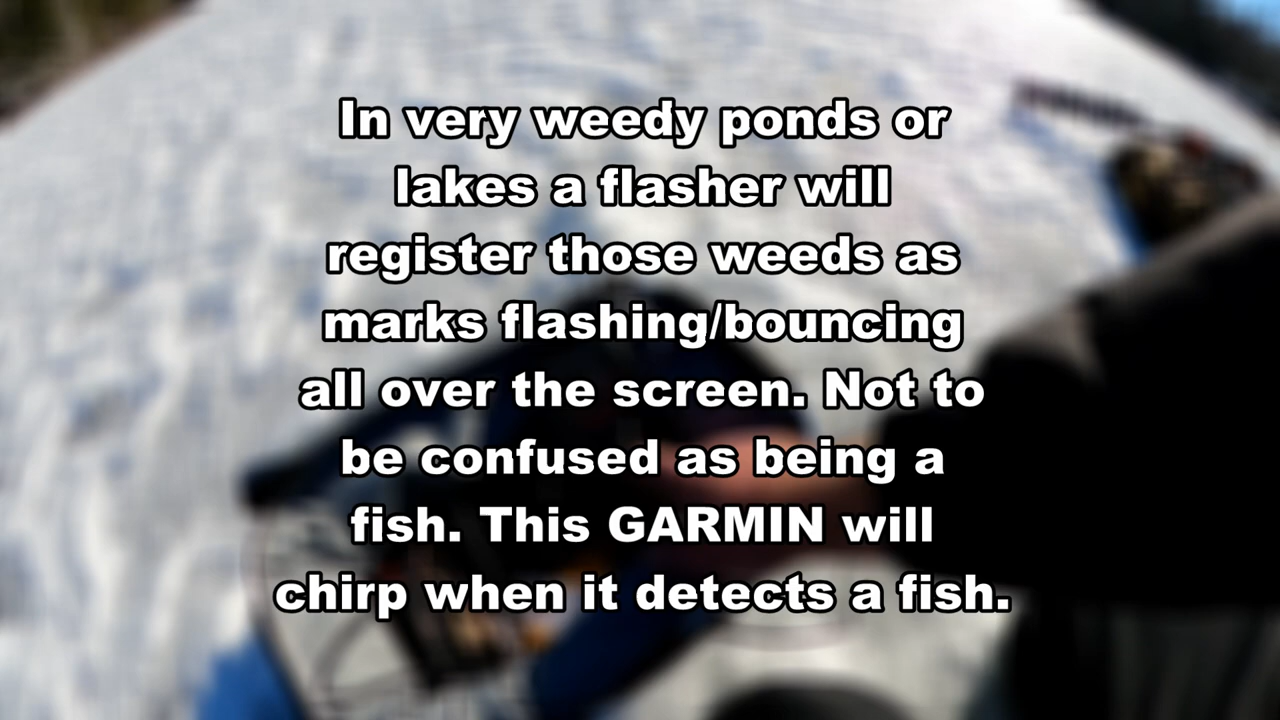 In very weedy ponds or
lakes a flasher will
register those weeds as
marks flashing/bouncing
all over the screen. Not to
be confused as being a
fish. This GARMIN will
chirp when it detects a fish.